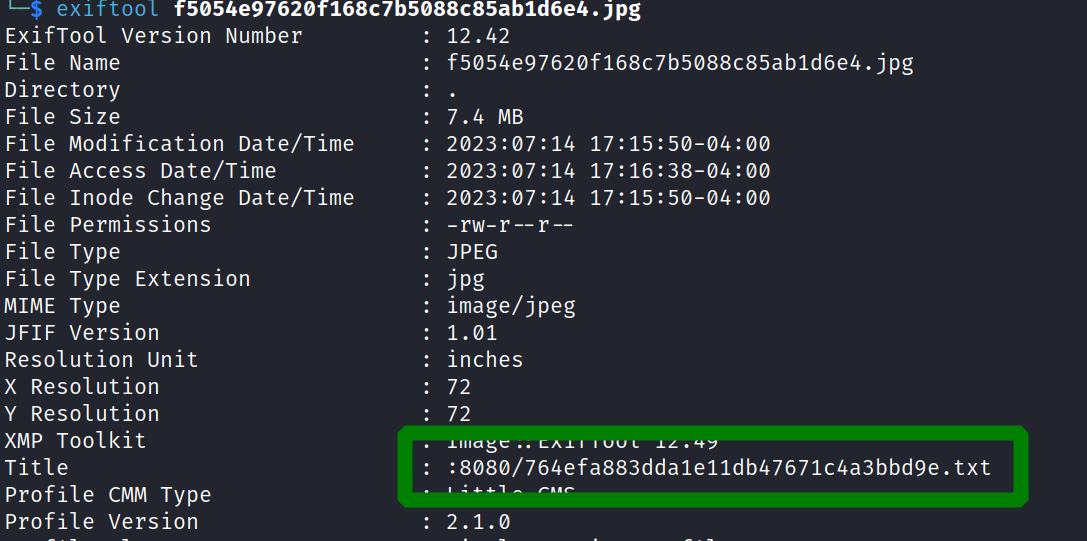 └─$ exiftool f5054e97620f168c7b5088c85ab1d6e4.jpg
ExifTool Version Number : 12.42
File Name : f5054e97620f168c7b5088c85ab1d6e4.jpg
Directory : .
File Size : 7.4 MB
File Modification Date/Time : 2023:07:14 17:15:50-04:00
File Access Date/Time : 2023:07:14 17:16:38-04:00
File Inode Change Date/Time : 2023:07:14 17:15:50-04:00
File Permissions : -rw-r--r--
File Type : JPEG
File Type Extension : jpg
MIME Type : image/jpeg
JFIF Version : 1.01
Resolution Unit : inches
X Resolution : 72
Y Resolution : 72
XMP Toolkit : Image::ExifTool 12.49
Title : :8080/764efa883dda1e11db47671c4a3bbd9e.txt
Profile CMM Type : Little CMS
Profile Version : 2.1.0